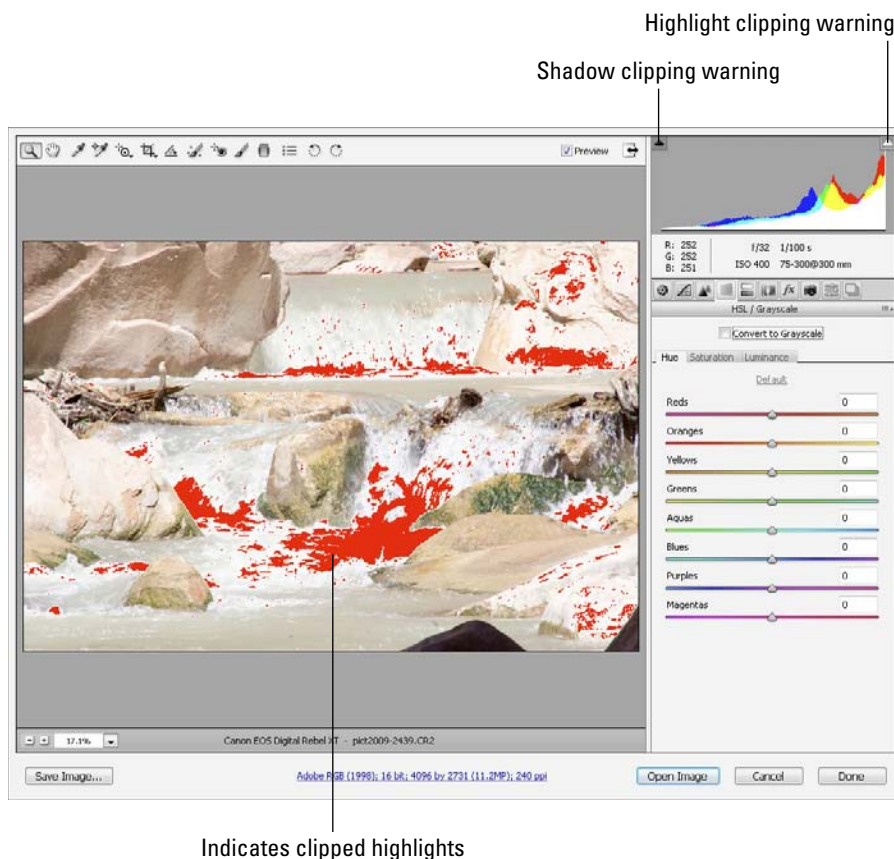 Highlight clipping warning
Shadow clipping warning
Preview
R: 252
G: 252
B: 251
f/32 1/100 s
ISO 400 75-300@300 mm
fx
HSL / Grayscale
Convert to Grayscale
Hue Saturation Luminance
Default
Reds 0
Oranges 0
Yellows 0
Greens 0
Aquas 0
Blues 0
Purples 0
Magentas 0
17.1% Canon EOS Digital Rebel XT - pict2009-2439.CR2
Save Image... Adobe RGB (1998); 16 bit; 4096 by 2731 (11.2MP); 240 ppi Open Image Cancel Done
Indicates clipped highlights